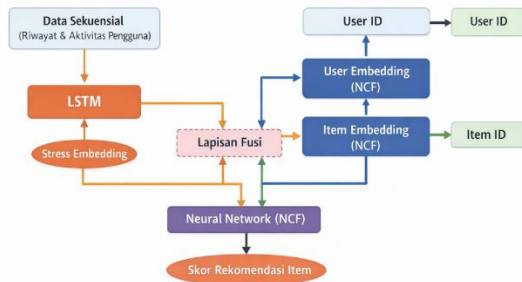 Data Sekuensial
(Riwayat & Aktivitas Pengguna)
User ID
User ID
User Embedding
(NCF)
LSTM
Item Embedding
(NCF)
Item ID
Lapisan Fusi
Stress Embedding
Neural Network (NCF)
Skor Rekomendasi Item